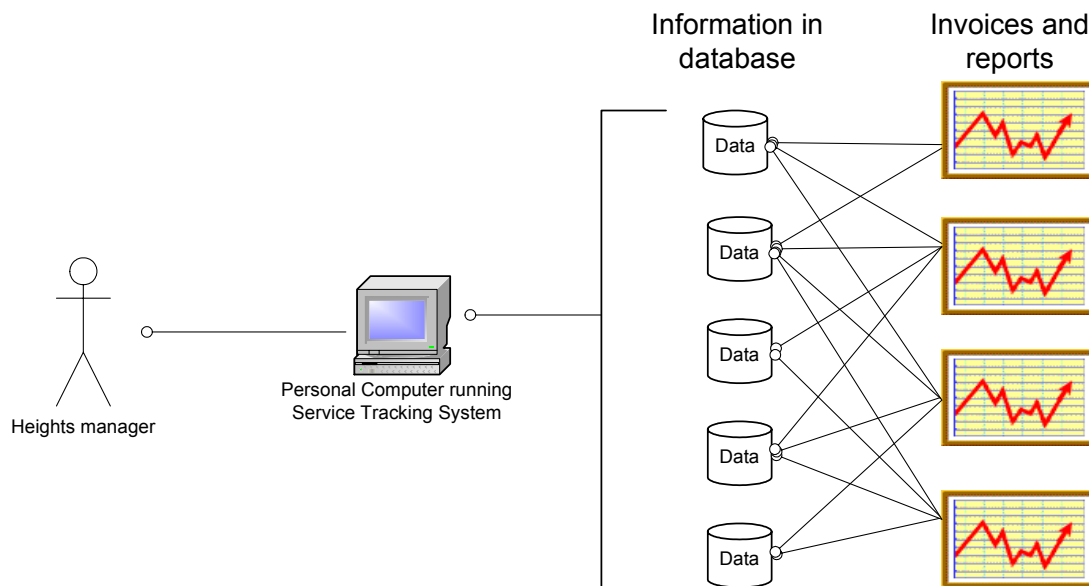 Information in
database
Invoices and
reports
Data
Data
Data
Data
Data
Personal Computer running
Service Tracking System
Heights manager